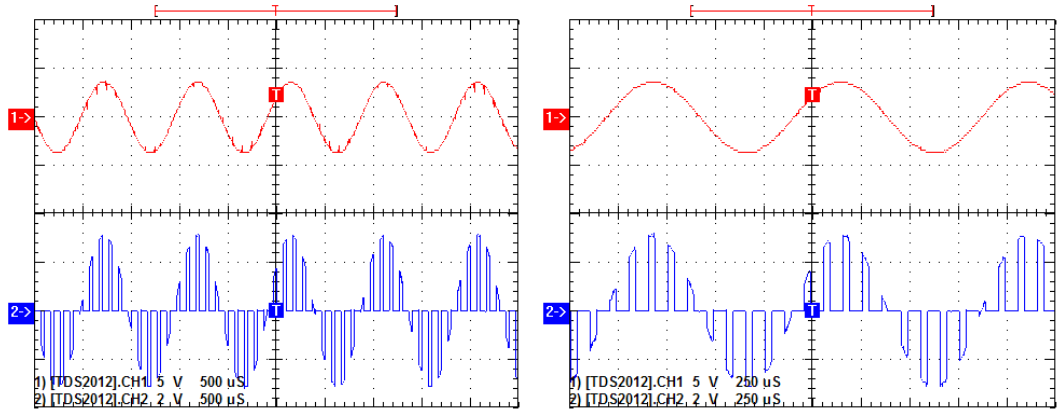 T
1->
T
2->
1) [TDS2012].CH1 5 V 500 uS
2) [TDS2012].CH2 2 V 500 uS
T
1->
T
2->
1) [TDS2012].CH1 5 V 250 uS
2) [TDS2012].CH2 2 V 250 uS